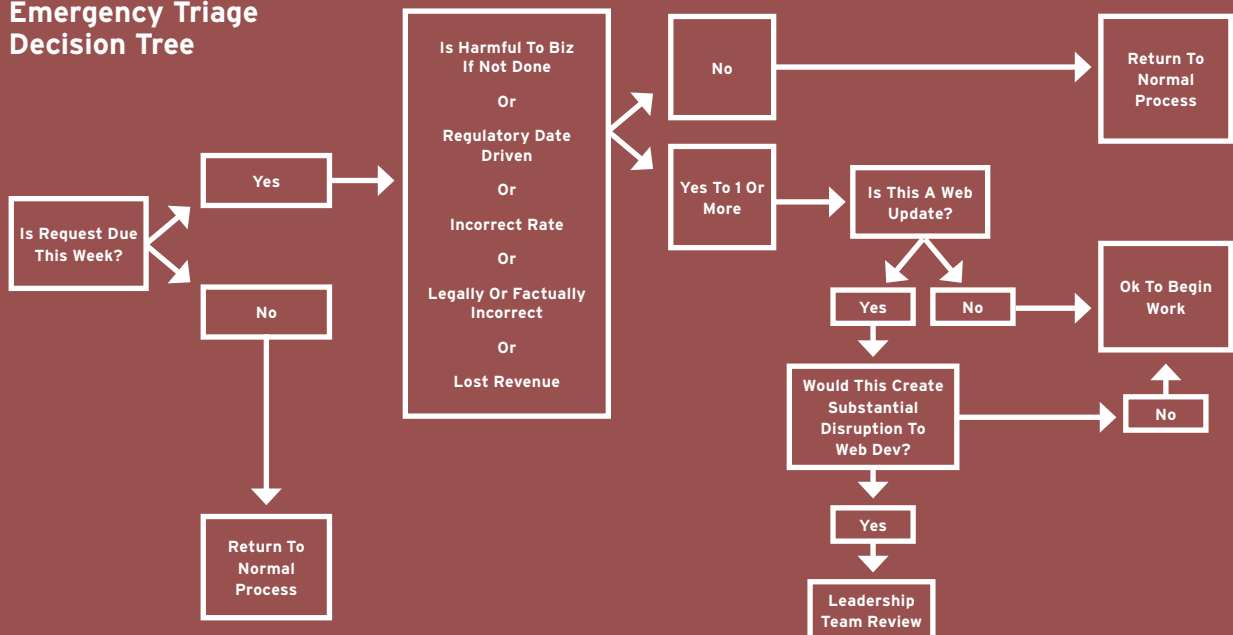 Emergency Triage
Decision Tree
Is Request Due
This Week?
Yes
No
Return To
Normal
Process
Is Harmful To Biz
If Not Done
Or
Regulatory Date
Driven
Or
Incorrect Rate
Or
Legally Or Factually
Incorrect
Or
Lost Revenue
No
Return To
Normal
Process
Yes To 1 Or
More
Is This A Web
Update?
Yes
No
Ok To Begin
Work
Would This Create
Substantial
Disruption To
Web Dev?
No
Yes
Leadership
Team Review